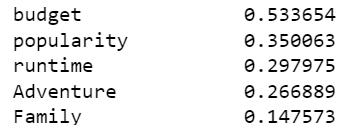 budget 0.533654
popularity 0.350063
runtime 0.297975
Adventure 0.266889
Family 0.147573